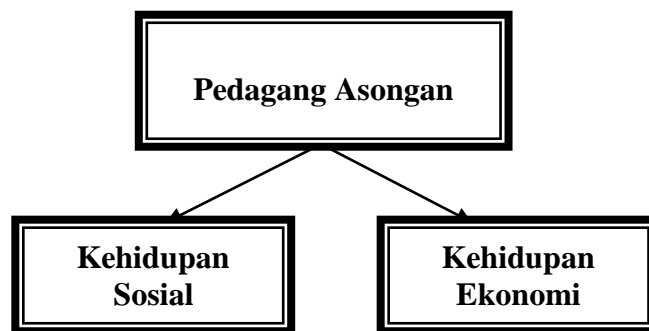 Pedagang Asongan
Kehidupan
Sosial
Kehidupan
Ekonomi